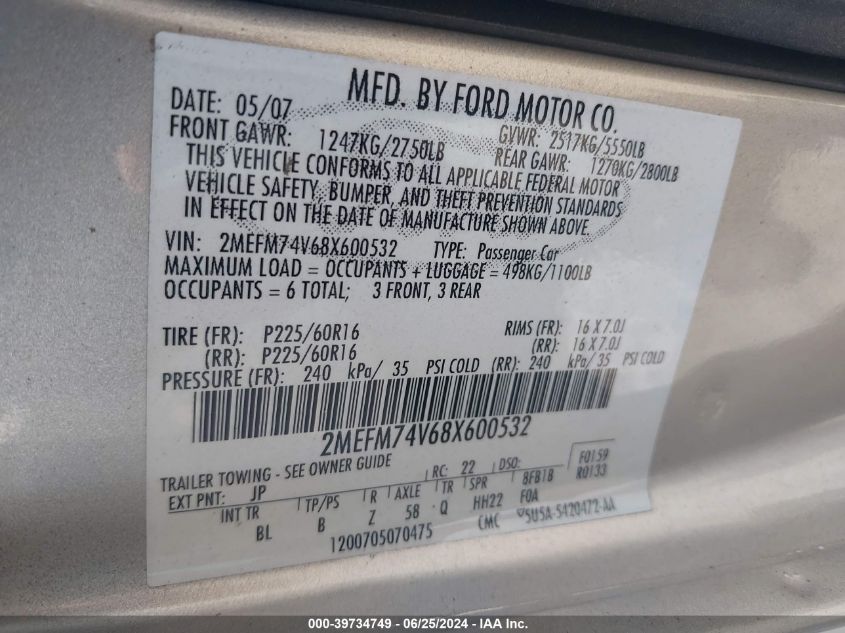 MFD. BY FORD MOTOR CO.
DATE: 05/07
GVWR: 2517KG/5550LB
FRONT GAWR: 1247KG/2750LB
REAR GAWR: 1270KG/2800LB
THIS VEHICLE CONFORMS TO ALL APPLICABLE FEDERAL MOTOR
VEHICLE SAFETY, BUMPER, AND THEFT PREVENTION STANDARDS
IN EFFECT ON THE DATE OF MANUFACTURE SHOWN ABOVE.
VIN: 2MEFM74V68X600532 TYPE: Passenger Car
MAXIMUM LOAD = OCCUPANTS + LUGGAGE = 498KG/1100LB
OCCUPANTS = 6 TOTAL; 3 FRONT, 3 REAR
TIRE (FR): P225/60R16 RIMS (FR): 16 X 7.0J
(RR): P225/60R16 (RR): 16 X 7.0J
PRESSURE (FR): 240 kPa/ 35 PSI COLD (RR): 240 kPa/ 35 PSI COLD
2MEFM74V68X600532
TRAILER TOWING - SEE OWNER GUIDE
RC: 22 DSO: F0159
EXT PNT: JP 8FB18 R0133
INT TR TP/PS R AXLE TR SPR F0A
BL B Z 58 Q HH22
1200705070475 CMC 5U5A-5420472-AA
000-39734749 - 06/25/2024 - IAA Inc.